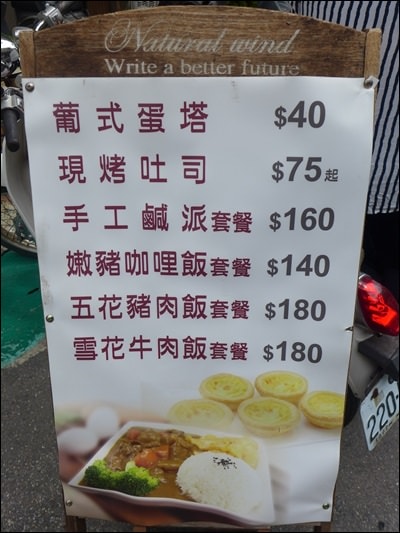 Natural wind
Write a better future
葡式蛋塔 $40
現烤吐司 $75起
手工鹹派套餐 $160
嫩豬咖哩飯套餐 $140
五花豬肉飯套餐 $180
雪花牛肉飯套餐 $180
220